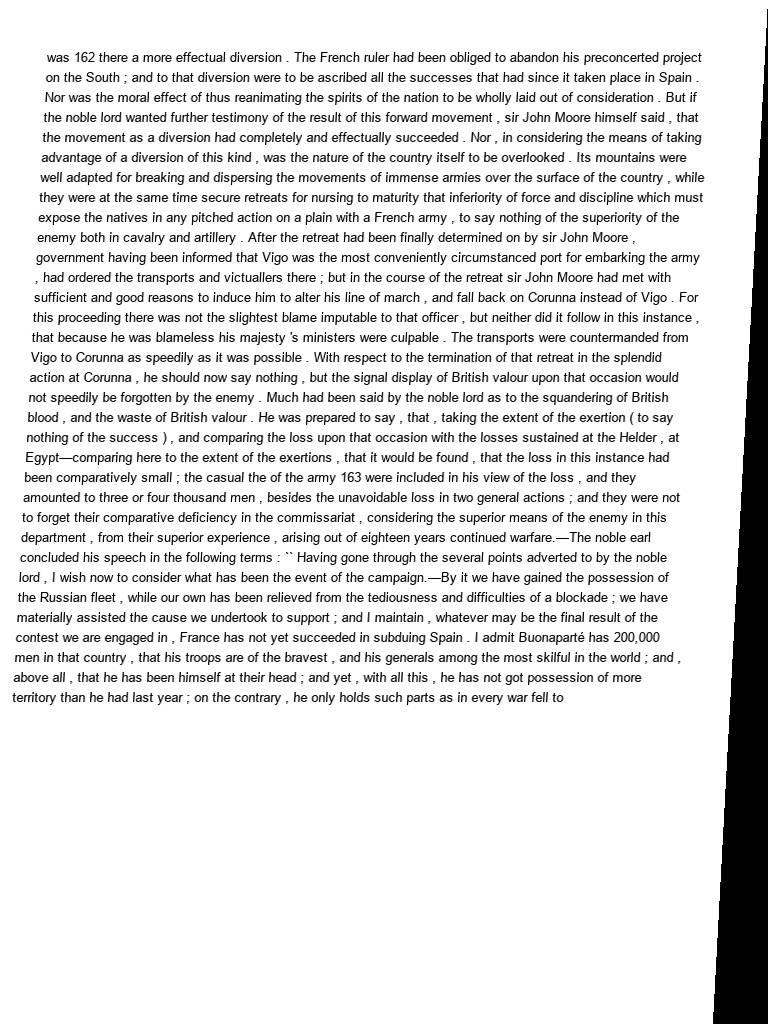 was 162 there a more effectual diversion . The French ruler had been obliged to abandon his preconcerted project
on the South ; and to that diversion were to be ascribed all the successes that had since it taken place in Spain .
Nor was the moral effect of thus reanimating the spirits of the nation to be wholly laid out of consideration . But if
the noble lord wanted further testimony of the result of this forward movement , sir John Moore himself said , that
the movement as a diversion had completely and effectually succeeded . Nor , in considering the means of taking
advantage of a diversion of this kind , was the nature of the country itself to be overlooked . Its mountains were
well adapted for breaking and dispersing the movements of immense armies over the surface of the country , while
they were at the same time secure retreats for nursing to maturity that inferiority of force and discipline which must
expose the natives in any pitched action on a plain with a French army , to say nothing of the superiority of the
enemy both in cavalry and artillery . After the retreat had been finally determined on by sir John Moore ,
government having been informed that Vigo was the most conveniently circumstanced port for embarking the army
, had ordered the transports and victuallers there ; but in the course of the retreat sir John Moore had met with
sufficient and good reasons to induce him to alter his line of march , and fall back on Corunna instead of Vigo . For
this proceeding there was not the slightest blame imputable to that officer , but neither did it follow in this instance ,
that because he was blameless his majesty 's ministers were culpable . The transports were countermanded from
Vigo to Corunna as speedily as it was possible . With respect to the termination of that retreat in the splendid
action at Corunna , he should now say nothing , but the signal display of British valour upon that occasion would
not speedily be forgotten by the enemy . Much had been said by the noble lord as to the squandering of British
blood , and the waste of British valour . He was prepared to say , that , taking the extent of the exertion ( to say
nothing of the success ) , and comparing the loss upon that occasion with the losses sustained at the Helder , at
Egypt—comparing here to the extent of the exertions , that it would be found , that the loss in this instance had
been comparatively small ; the casual the of the army 163 were included in his view of the loss , and they
amounted to three or four thousand men , besides the unavoidable loss in two general actions ; and they were not
to forget their comparative deficiency in the commissariat , considering the superior means of the enemy in this
department , from their superior experience , arising out of eighteen years continued warfare.—The noble earl
concluded his speech in the following terms : `` Having gone through the several points adverted to by the noble
lord , I wish now to consider what has been the event of the campaign.—By it we have gained the possession of
the Russian fleet , while our own has been relieved from the tediousness and difficulties of a blockade ; we have
materially assisted the cause we undertook to support ; and I maintain , whatever may be the final result of the
contest we are engaged in , France has not yet succeeded in subduing Spain . I admit Buonaparté has 200,000
men in that country , that his troops are of the bravest , and his generals among the most skilful in the world ; and ,
above all , that he has been himself at their head ; and yet , with all this , he has not got possession of more
territory than he had last year ; on the contrary , he only holds such parts as in every war fell to